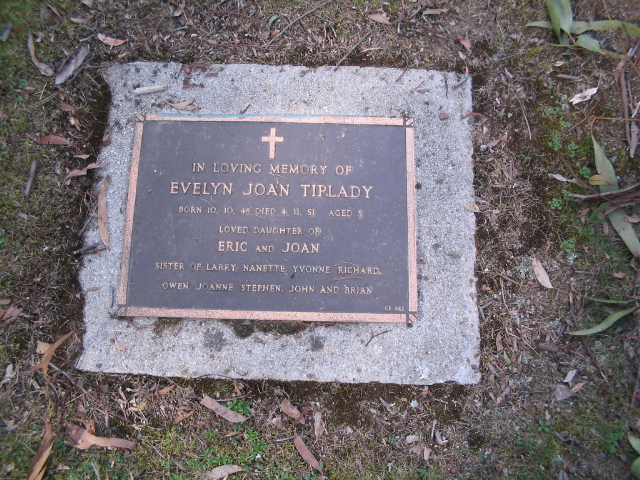 IN LOVING MEMORY OF
EVELYN JOAN TIPLADY
BORN 10. 10. 48 DIED 4. 11. 51 AGED 3
LOVED DAUGHTER OF
ERIC AND JOAN
SISTER OF LARRY, NANETTE, YVONNE, RICHARD,
OWEN, JOANNE, STEPHEN, JOHN AND BRIAN